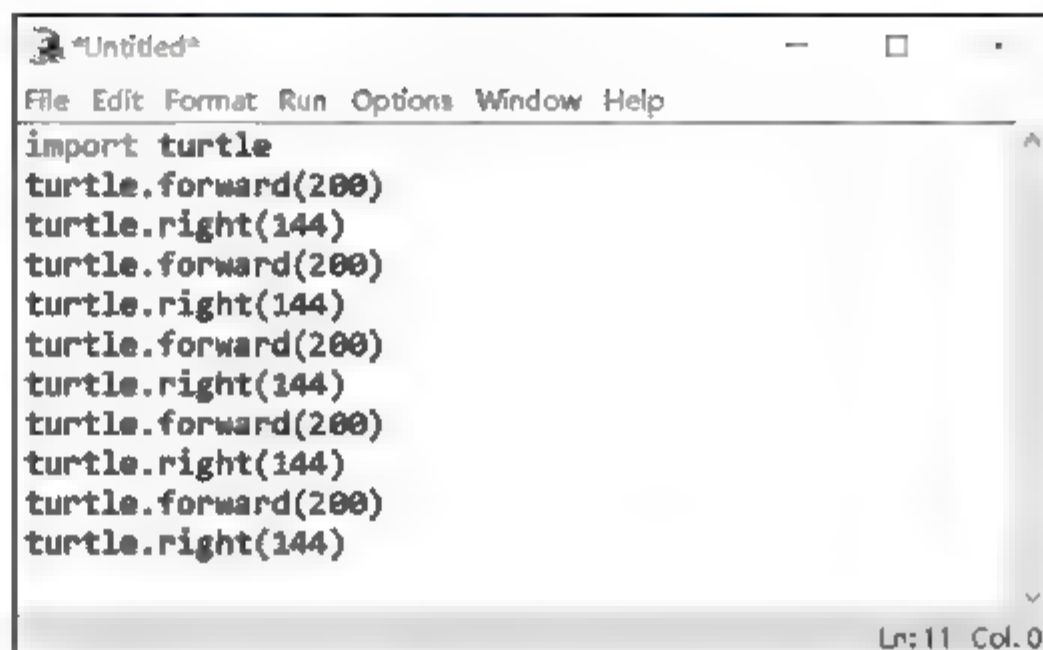 *Untitled*
File Edit Format Run Options Window Help
import turtle
turtle.forward(200)
turtle.right(144)
turtle.forward(200)
turtle.right(144)
turtle.forward(200)
turtle.right(144)
turtle.forward(200)
turtle.right(144)
turtle.forward(200)
turtle.right(144)
Ln:11 Col.0